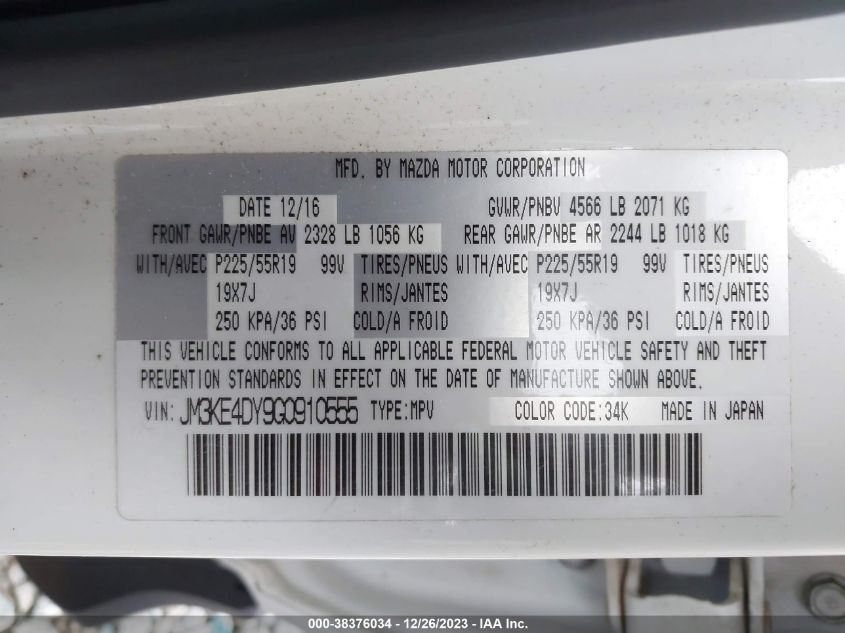 MFD. BY MAZDA MOTOR CORPORATION
DATE 12/16 GVWR/PNBV 4566 LB 2071 KG
FRONT GAWR/PNBE AV 2328 LB 1056 KG REAR GAWR/PNBE AR 2244 LB 1018 KG
WITH/AVEC P225/55R19 99V TIRES/PNEUS WITH/AVEC P225/55R19 99V TIRES/PNEUS
19X7J RIMS/JANTES 19X7J RIMS/JANTES
250 KPA/36 PSI COLD/A FROID 250 KPA/36 PSI COLD/A FROID
THIS VEHICLE CONFORMS TO ALL APPLICABLE FEDERAL MOTOR VEHICLE SAFETY AND THEFT
PREVENTION STANDARDS IN EFFECT ON THE DATE OF MANUFACTURE SHOWN ABOVE.
VIN: JM3KE4DY9G0910555 TYPE:MPV COLOR CODE:34K MADE IN JAPAN
000-38376034 - 12/26/2023 - IAA Inc.